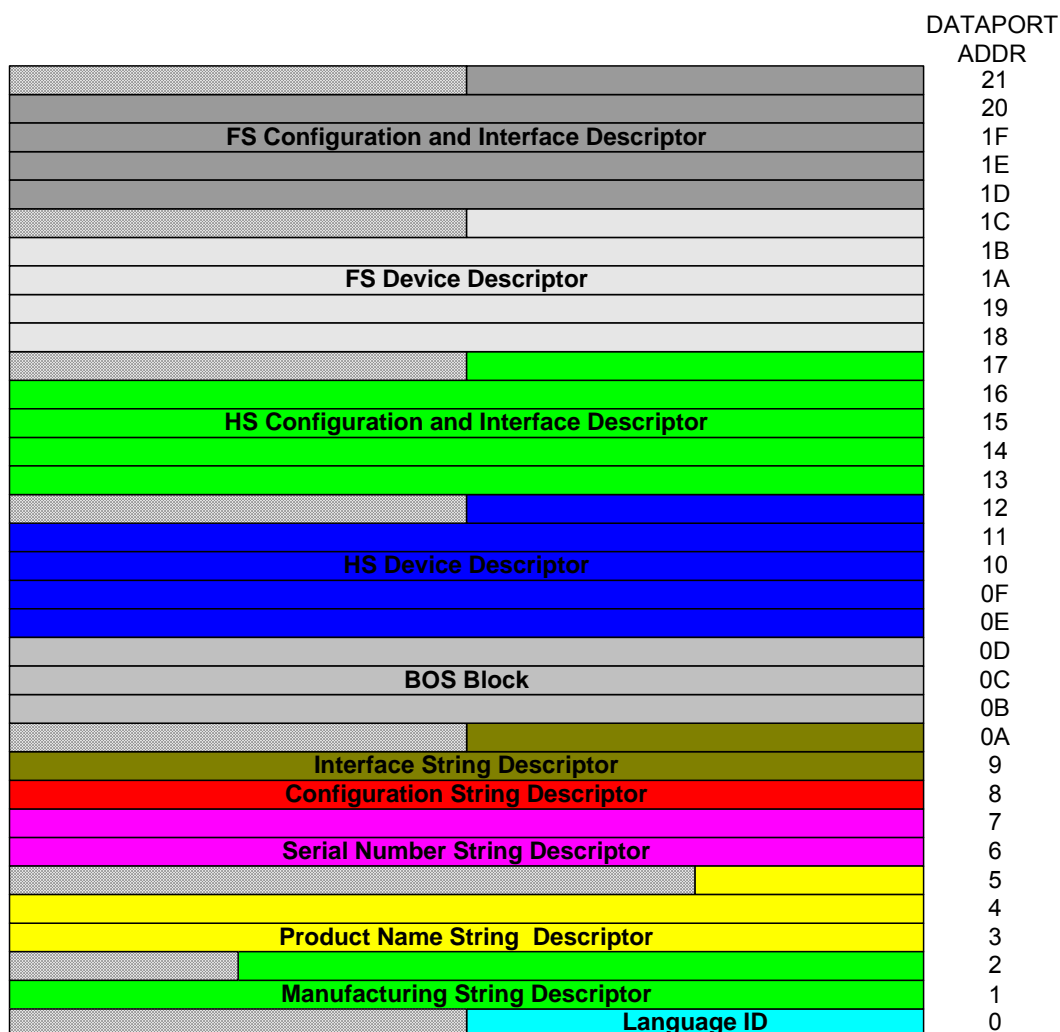 DATAPORT
ADDR
21
20
FS Configuration and Interface Descriptor 1F
1E
1D
1C
1B
FS Device Descriptor 1A
19
18
17
16
HS Configuration and Interface Descriptor 15
14
13
12
11
HS Device Descriptor 10
0F
0E
0D
BOS Block 0C
0B
0A
Interface String Descriptor 9
Configuration String Descriptor 8
7
Serial Number String Descriptor 6
5
4
Product Name String Descriptor 3
2
Manufacturing String Descriptor 1
Language ID 0